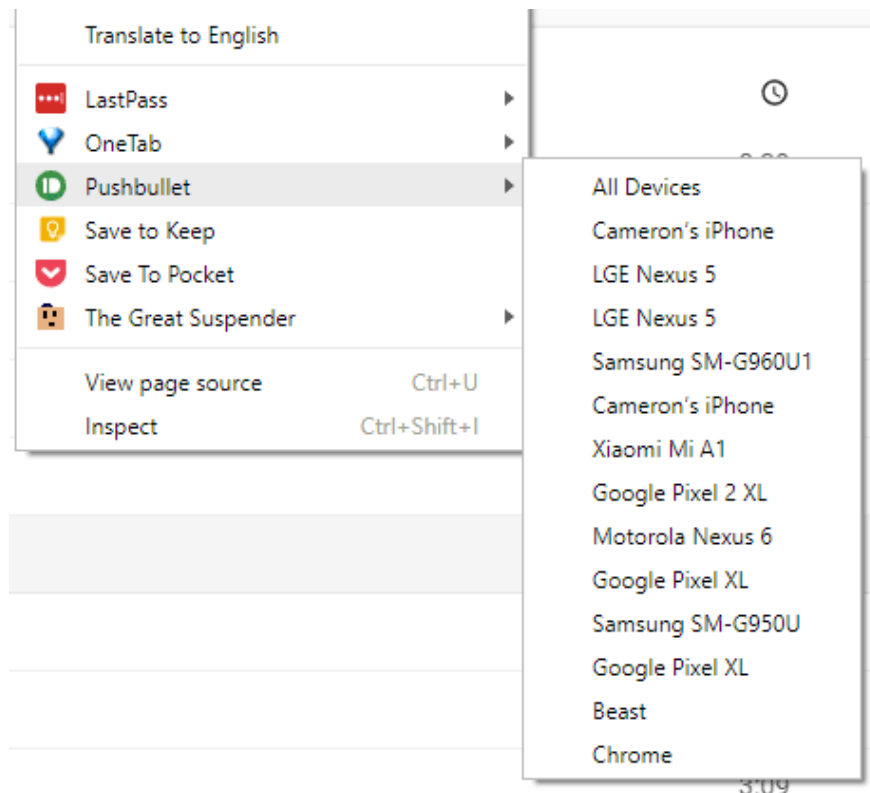 Translate to English
LastPass
OneTab
Pushbullet
Save to Keep
Save To Pocket
The Great Suspender
View page source Ctrl+U
Inspect Ctrl+Shift+I
All Devices
Cameron's iPhone
LGE Nexus 5
LGE Nexus 5
Samsung SM-G960U1
Cameron's iPhone
Xiaomi Mi A1
Google Pixel 2 XL
Motorola Nexus 6
Google Pixel XL
Samsung SM-G950U
Google Pixel XL
Beast
Chrome
3:09